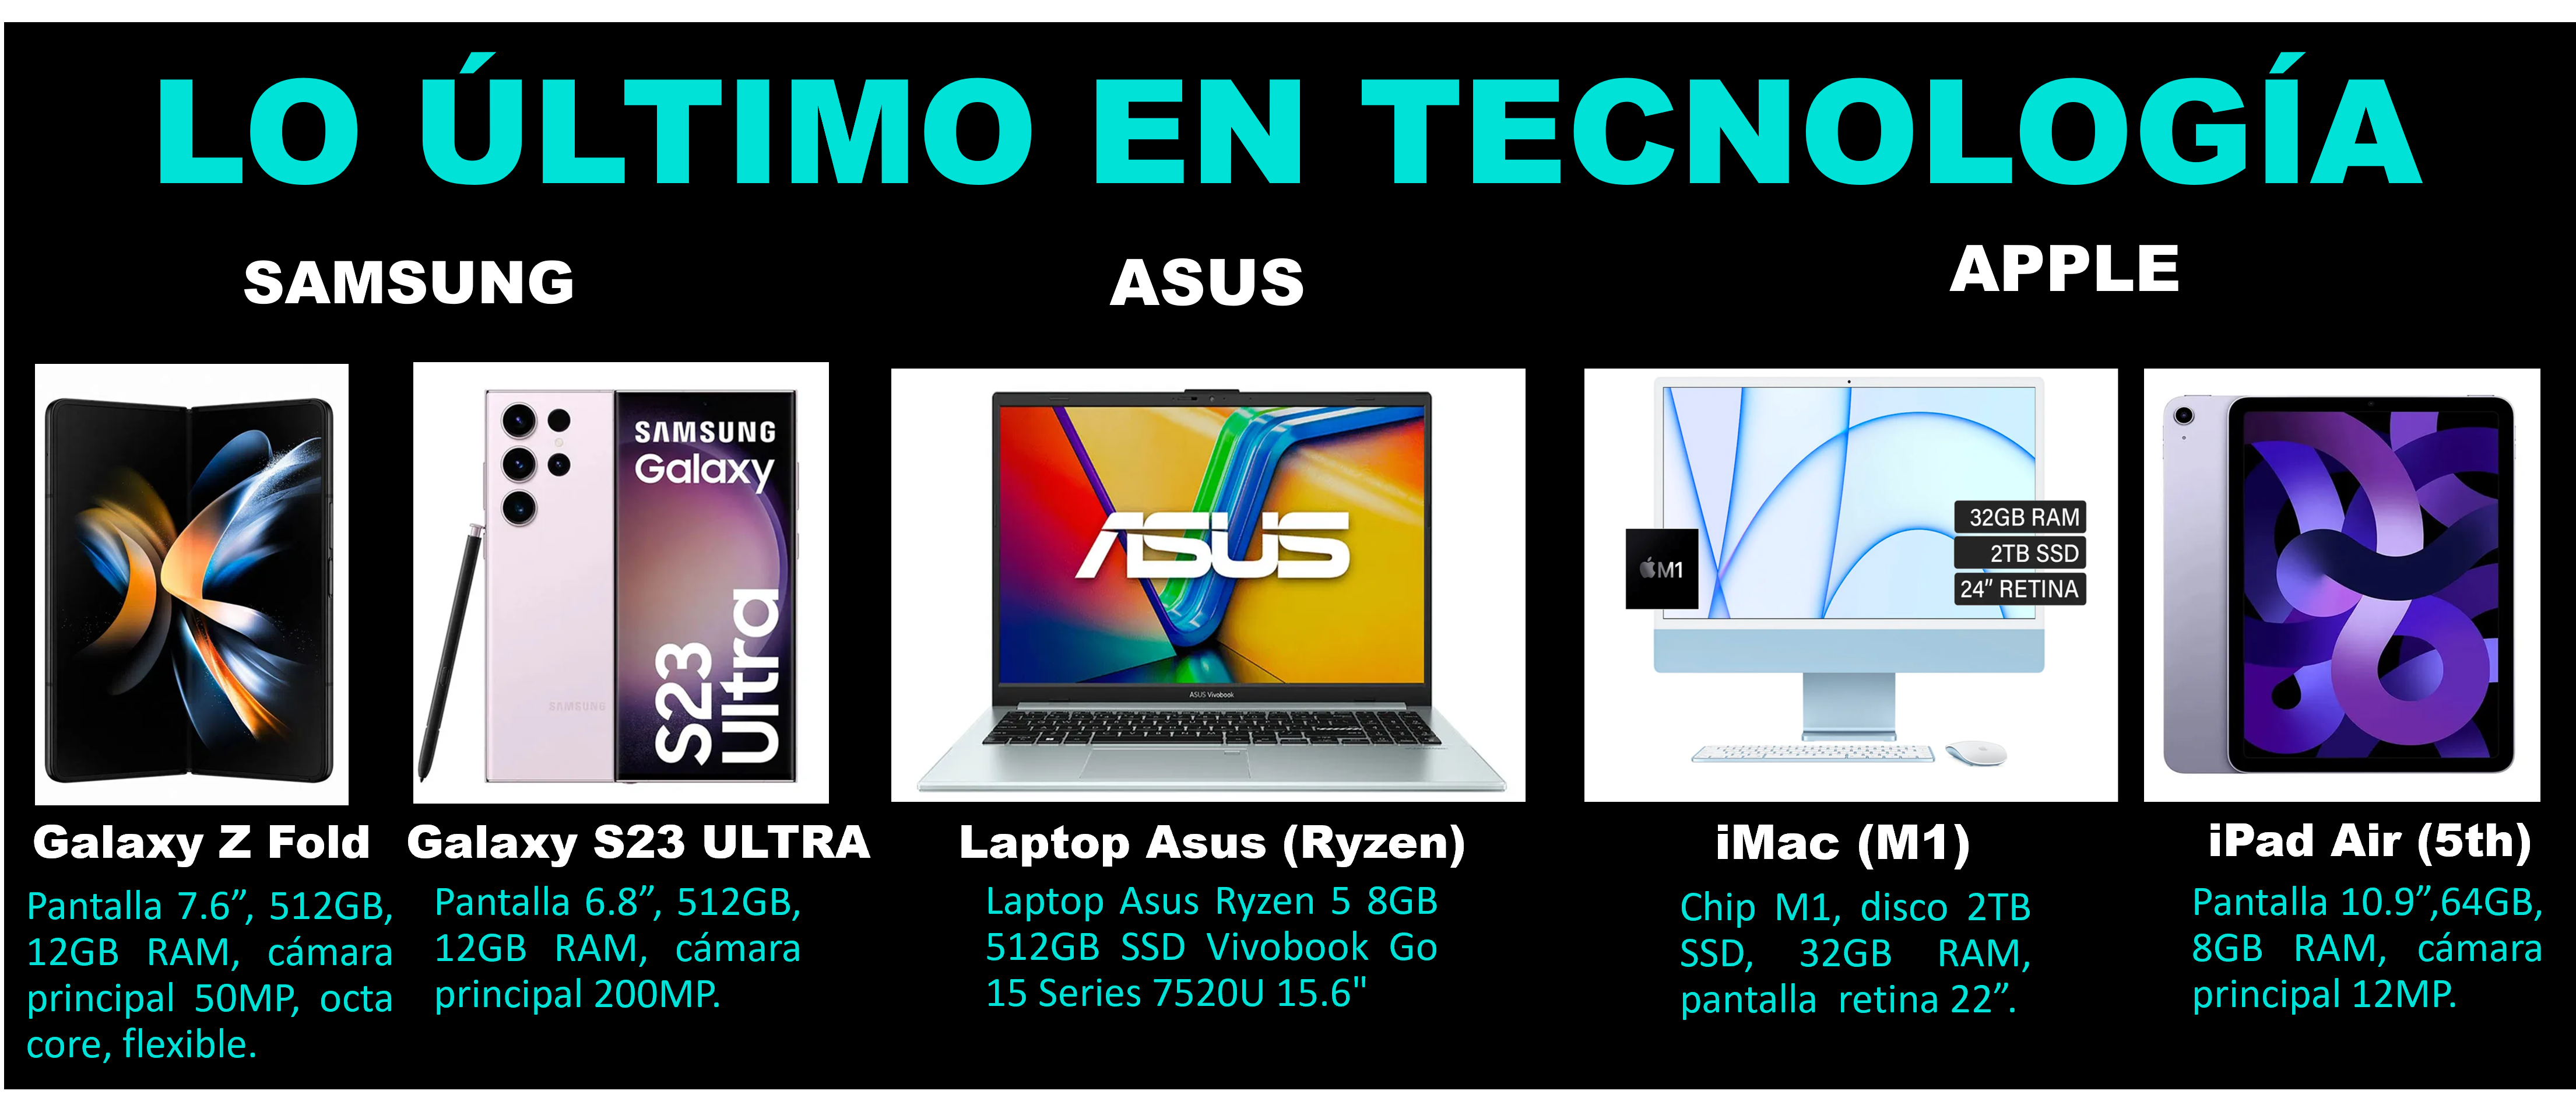 LO ÚLTIMO EN TECNOLOGÍA
SAMSUNG
ASUS
APPLE
SAMSUNG
Galaxy
S23
Ultra
SAMSUNG
ASUS
ASUS Vivobook
M1
32GB RAM
2TB SSD
24” RETINA
Galaxy Z Fold
Pantalla 7.6”, 512GB,
12GB RAM, cámara
principal 50MP, octa
core, flexible.
Galaxy S23 ULTRA
Pantalla 6.8”, 512GB,
12GB RAM, cámara
principal 200MP.
Laptop Asus (Ryzen)
Laptop Asus Ryzen 5 8GB
512GB SSD Vivobook Go
15 Series 7520U 15.6"
iMac (M1)
Chip M1, disco 2TB
SSD, 32GB RAM,
pantalla retina 22”.
iPad Air (5th)
Pantalla 10.9”,64GB,
8GB RAM, cámara
principal 12MP.